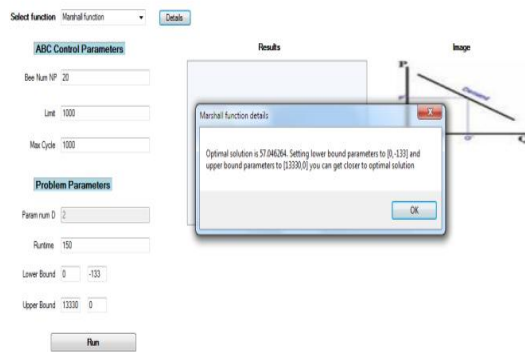 Select function Marshall function Details
ABC Control Parameters
Results
Image
Bee Num NP 20
Limit 1000
Max Cycle 1000
P
Demand
Q
Marshall function details
Optimal solution is 57.046264. Setting lower bound parameters to [0,-133] and
upper bound parameters to [13330,0] you can get closer to optimal solution
OK
Problem Parameters
Param num D 2
Runtime 150
Lower Bound 0 -133
Upper Bound 13330 0
Run